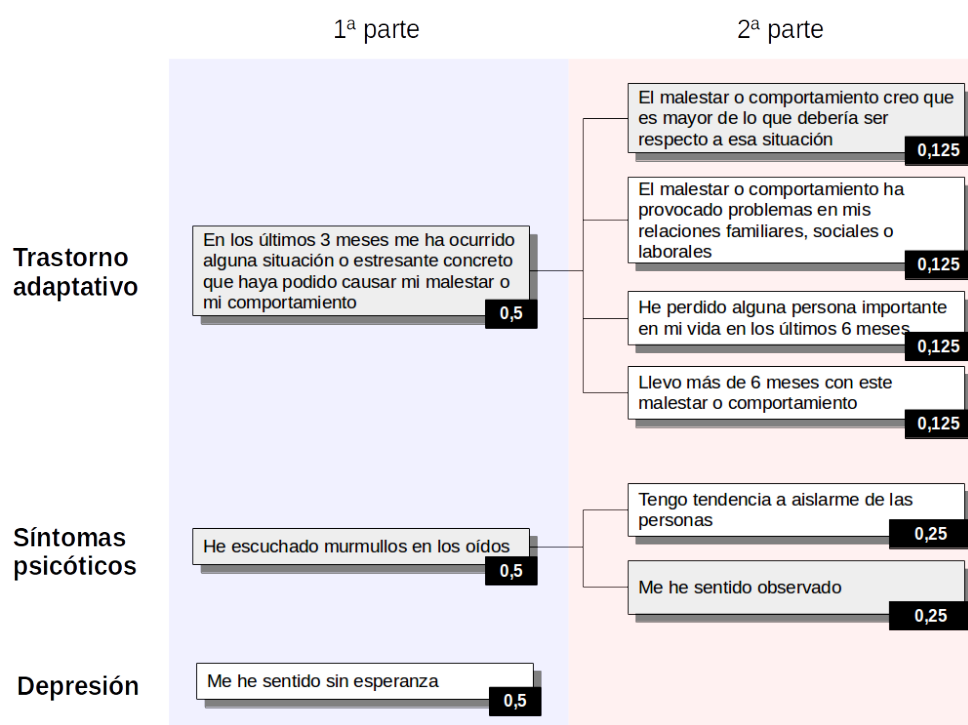 1ª parte
2ª parte
Trastorno
adaptativo
En los últimos 3 meses me ha ocurrido
alguna situación o estresante concreto
que haya podido causar mi malestar o
mi comportamiento
0,5
El malestar o comportamiento creo que
es mayor de lo que debería ser
respecto a esa situación
0,125
El malestar o comportamiento ha
provocado problemas en mis
relaciones familiares, sociales o
laborales
0,125
He perdido alguna persona importante
en mi vida en los últimos 6 meses
0,125
Llevo más de 6 meses con este
malestar o comportamiento
0,125
Síntomas
psicóticos
He escuchado murmullos en los oídos
0,5
Tengo tendencia a aislarme de las
personas
0,25
Me he sentido observado
0,25
Depresión
Me he sentido sin esperanza
0,5